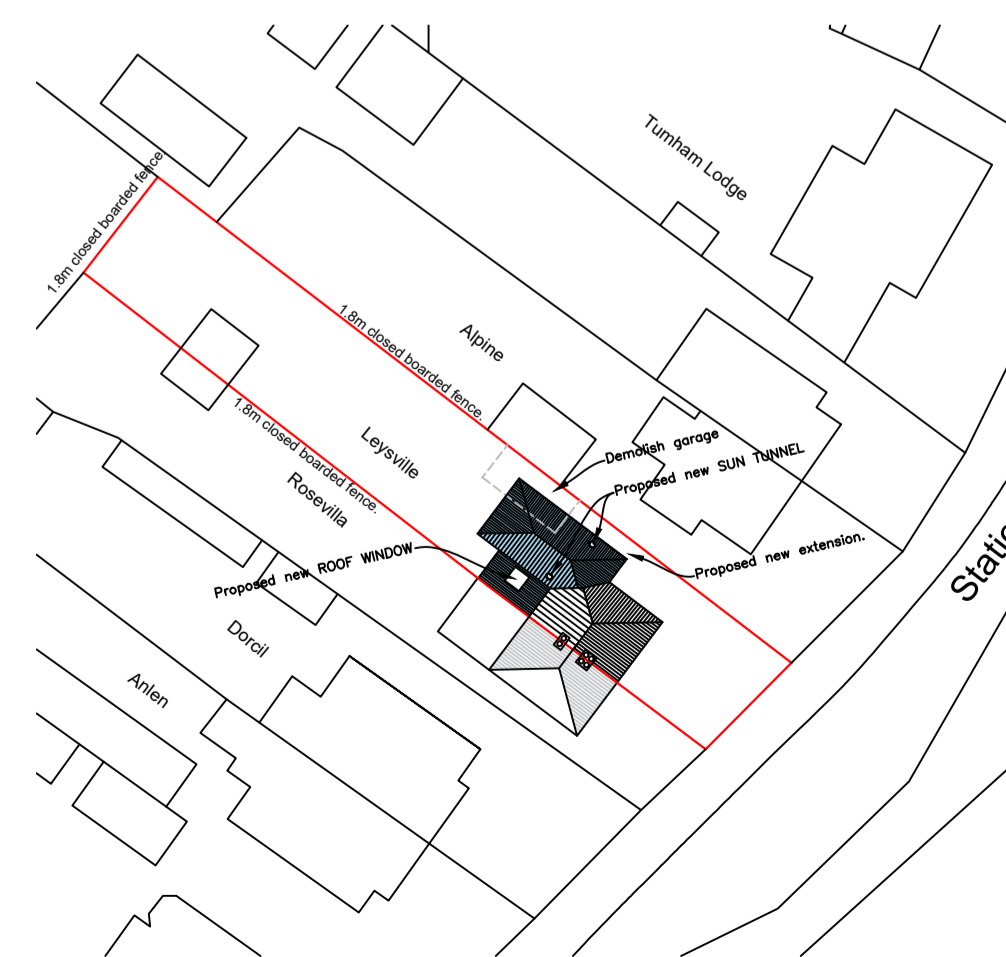 Tumham Lodge
1.8m closed boarded fence.
1.8m closed boarded fence.
Alpine
1.8m closed boarded fence.
Leysville
Rosevilla
Demolish garage
Proposed new SUN TUNNEL
Proposed new extension.
Proposed new ROOF WINDOW
Static
Dorcil
Anlen